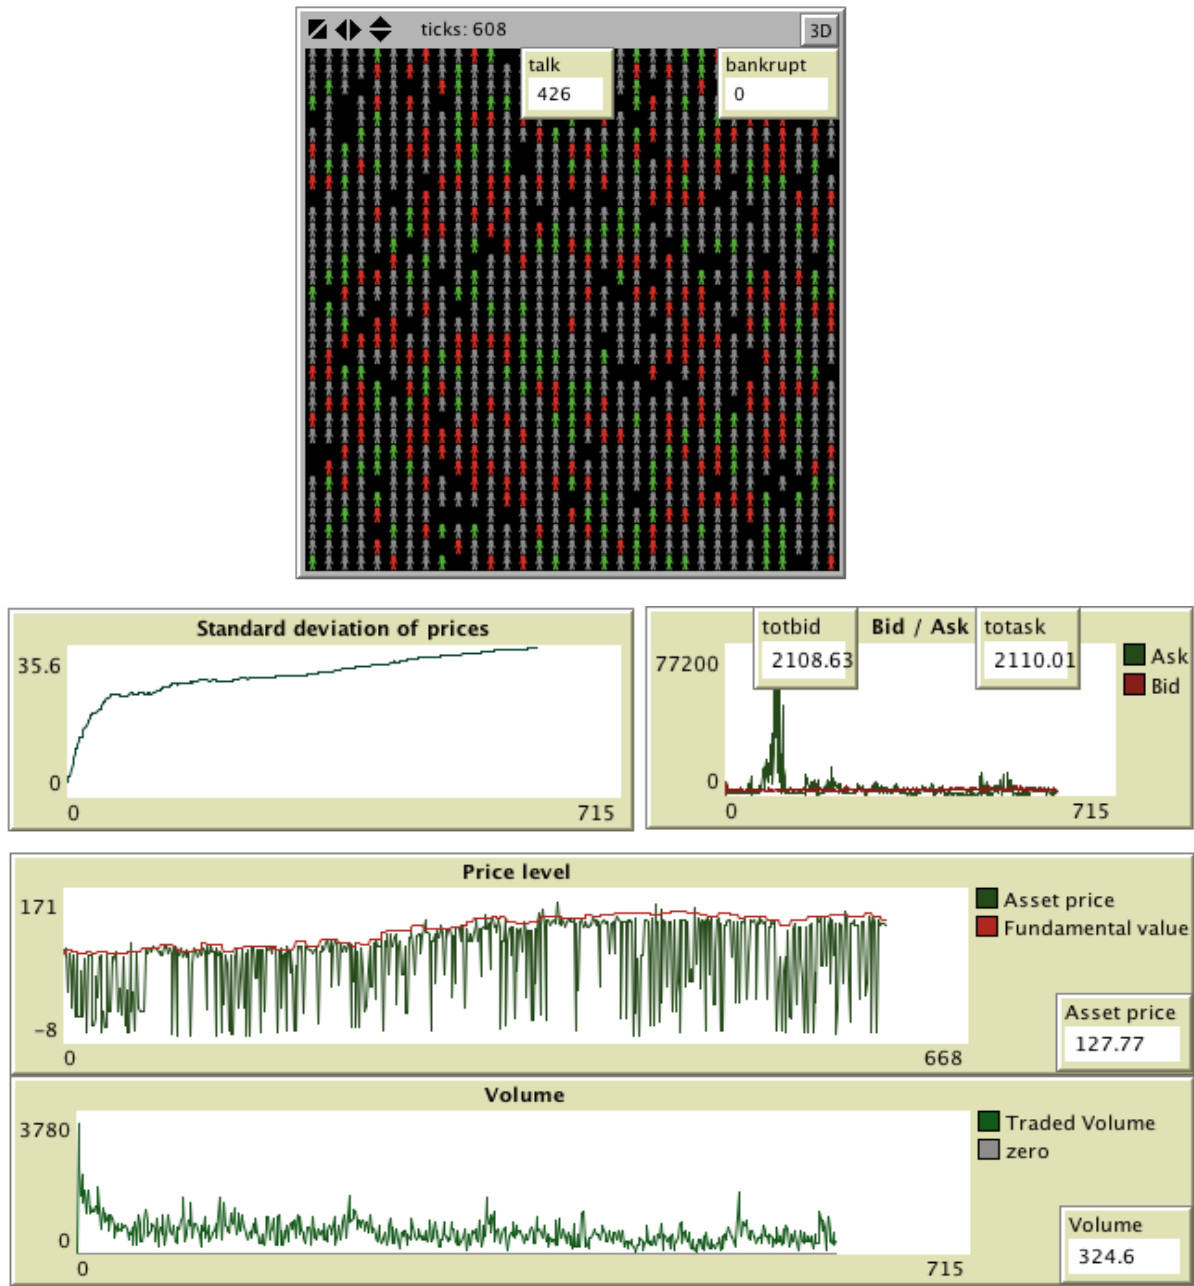 ticks: 608
3D
talk
426
bankrupt
0
Standard deviation of prices
35.6
0
0
715
totbid
2108.63
Bid / Ask
totask
2110.01
77200
0
0
715
Ask
Bid
Price level
171
-8
0
668
Asset price
Fundamental value
Asset price
127.77
Volume
3780
0
0
715
Traded Volume
zero
Volume
324.6